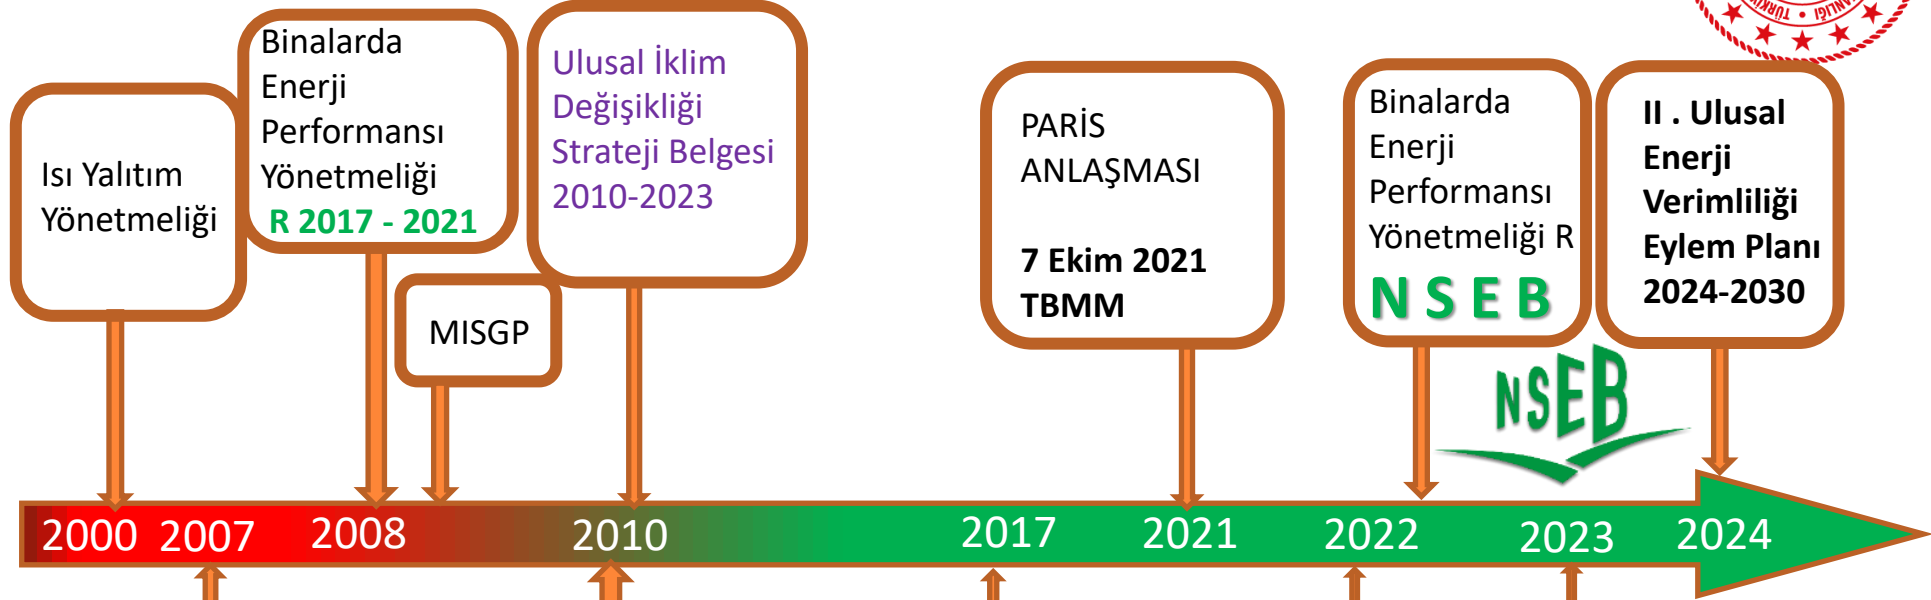 Isı Yalıtım
Yönetmeliği
Binalarda
Enerji
Performansı
Yönetmeliği
R 2017 - 2021
MISGP
Ulusal İklim
Değişikliği
Strateji Belgesi
2010-2023
PARİS
ANLAŞMASI
7 Ekim 2021
TBMM
Binalarda
Enerji
Performansı
Yönetmeliği R
N S E B
II . Ulusal
Enerji
Verimliliği
Eylem Planı
2024-2030
NSEB
2000 2007 2008 2010 2017 2021 2022 2023 2024